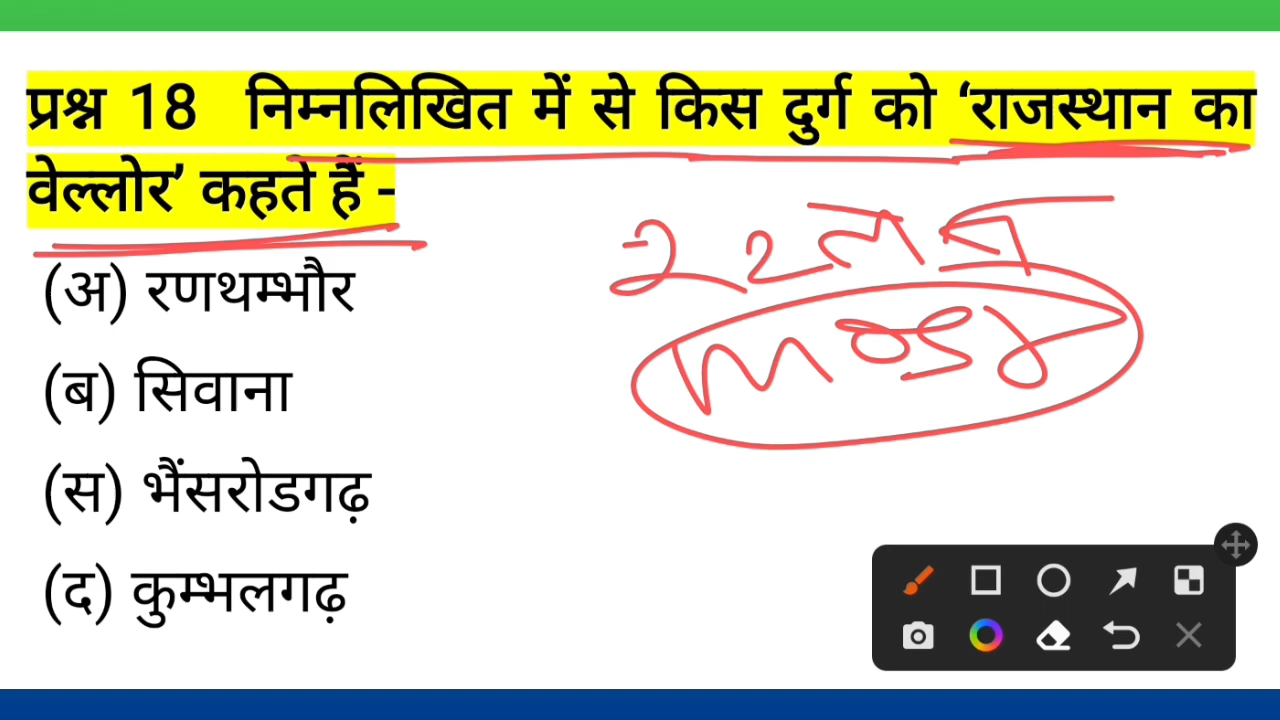 प्रश्न 18 निम्नलिखित में से किस दुर्ग को ‘राजस्थान का
वेल्लोर’ कहते हैं -
(अ) रणथम्भौर
(ब) सिवाना
(स) भैंसरोडगढ़
(द) कुम्भलगढ़